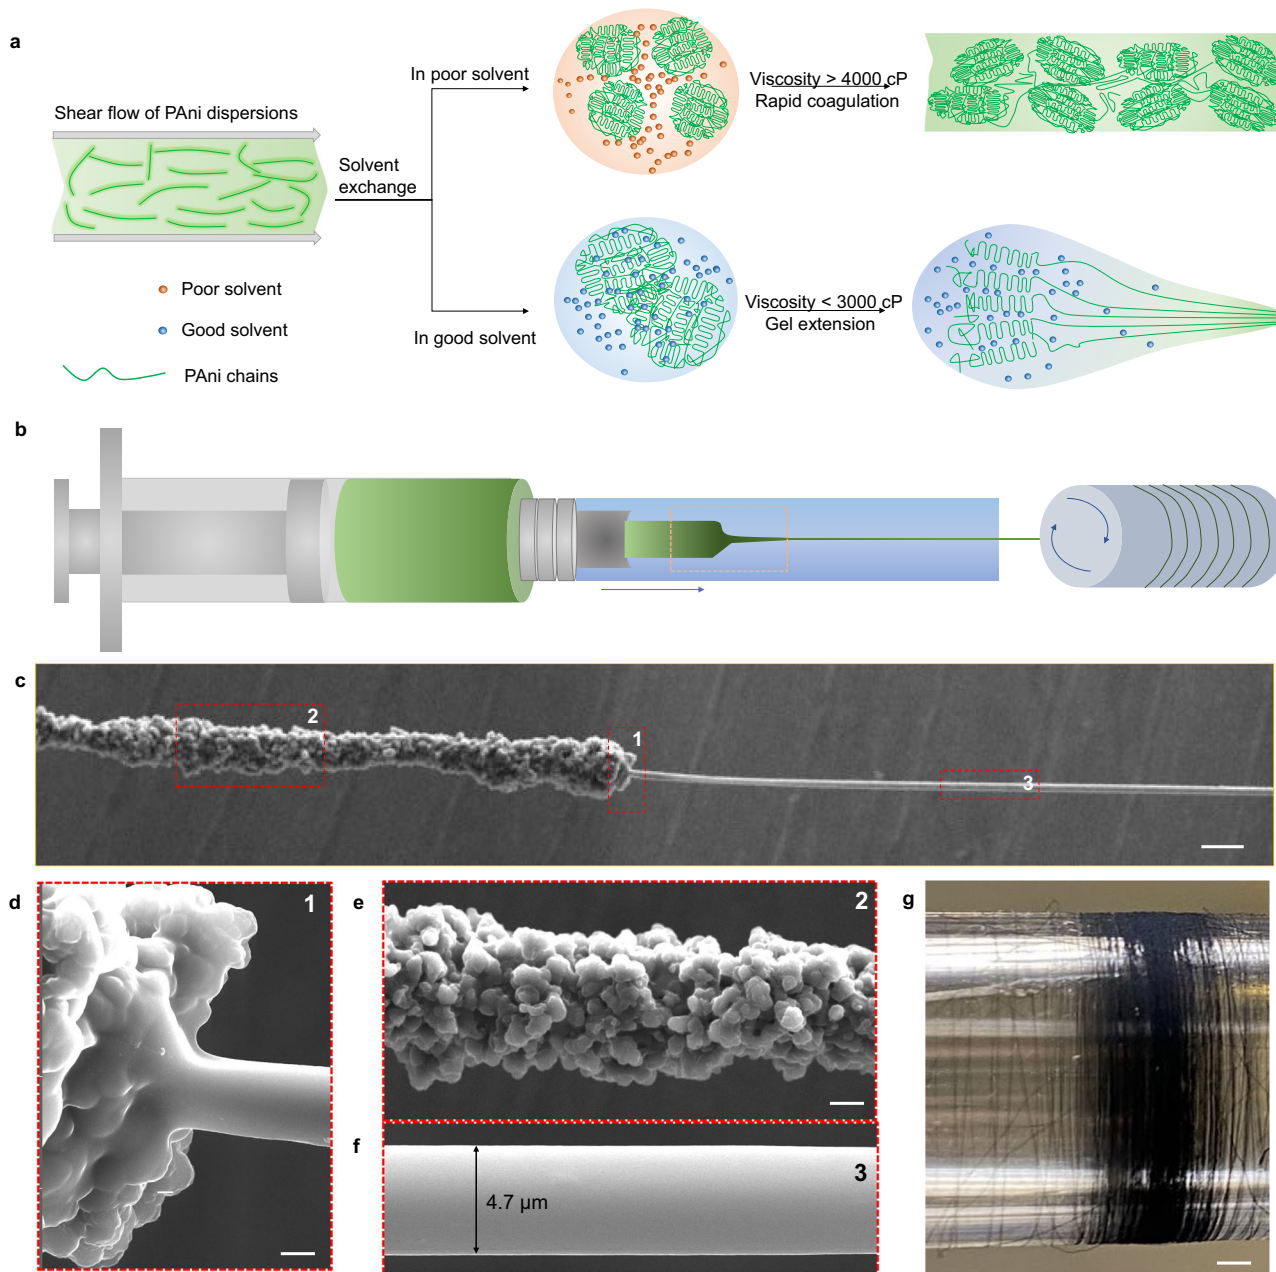 a
Shear flow of PAni dispersions
Solvent
exchange
In poor solvent
In good solvent
Viscosity > 4000 cP
Rapid coagulation
Viscosity < 3000 cP
Gel extension
Poor solvent
Good solvent
PAni chains
b
c
2
1
3
d
1
e
2
f
3
4.7 μm
g